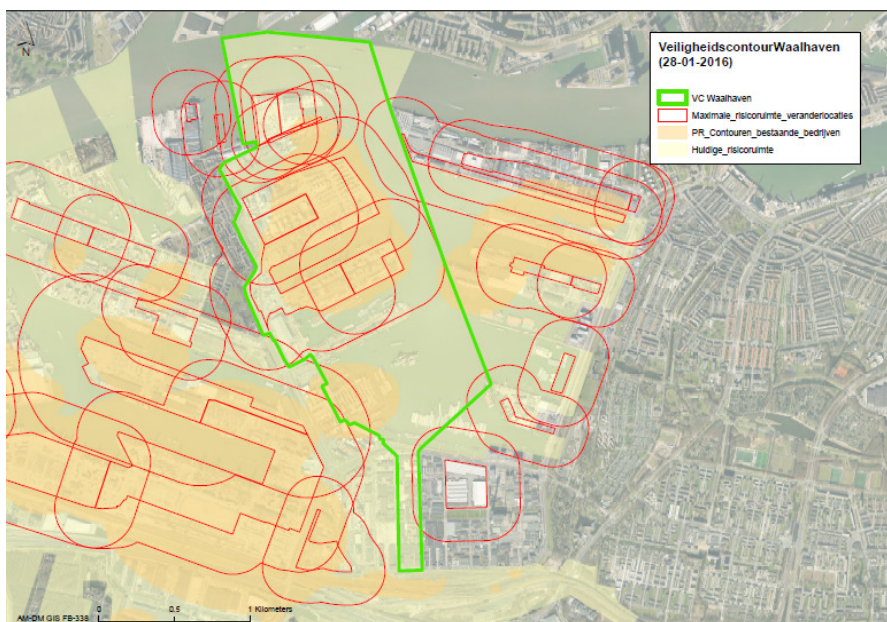 N
VeiligheidscontourWaalhaven
(28-01-2016)
VC Waalhaven
Maximale_risicoruimte_veranderlocaties
PR_Contouren_bestaande_bedrijven
Huidige_risicoruimte
0 0.5 1 Kilometers
AM-DM GIS FB-338